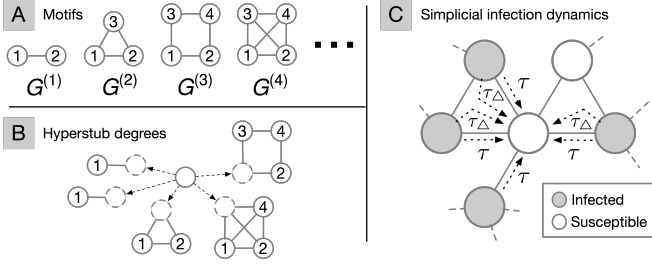 A Motifs
3 3 4 3 4
1 2 1 2 1 2 1 2
G(1) G(2) G(3) G(4) ...
B Hyperstub degrees
3 4
1 2
1 4
1 2 1 2
C Simplicial infection dynamics
τ△ τ
τ△ τ△
τ τ
τ
Infected
Susceptible